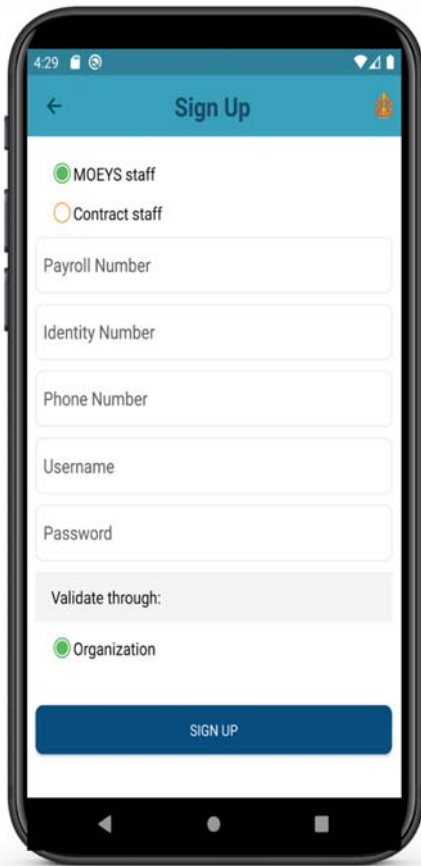 4:29
Sign Up
MOEYS staff
Contract staff
Payroll Number
Identity Number
Phone Number
Username
Password
Validate through:
Organization
SIGN UP